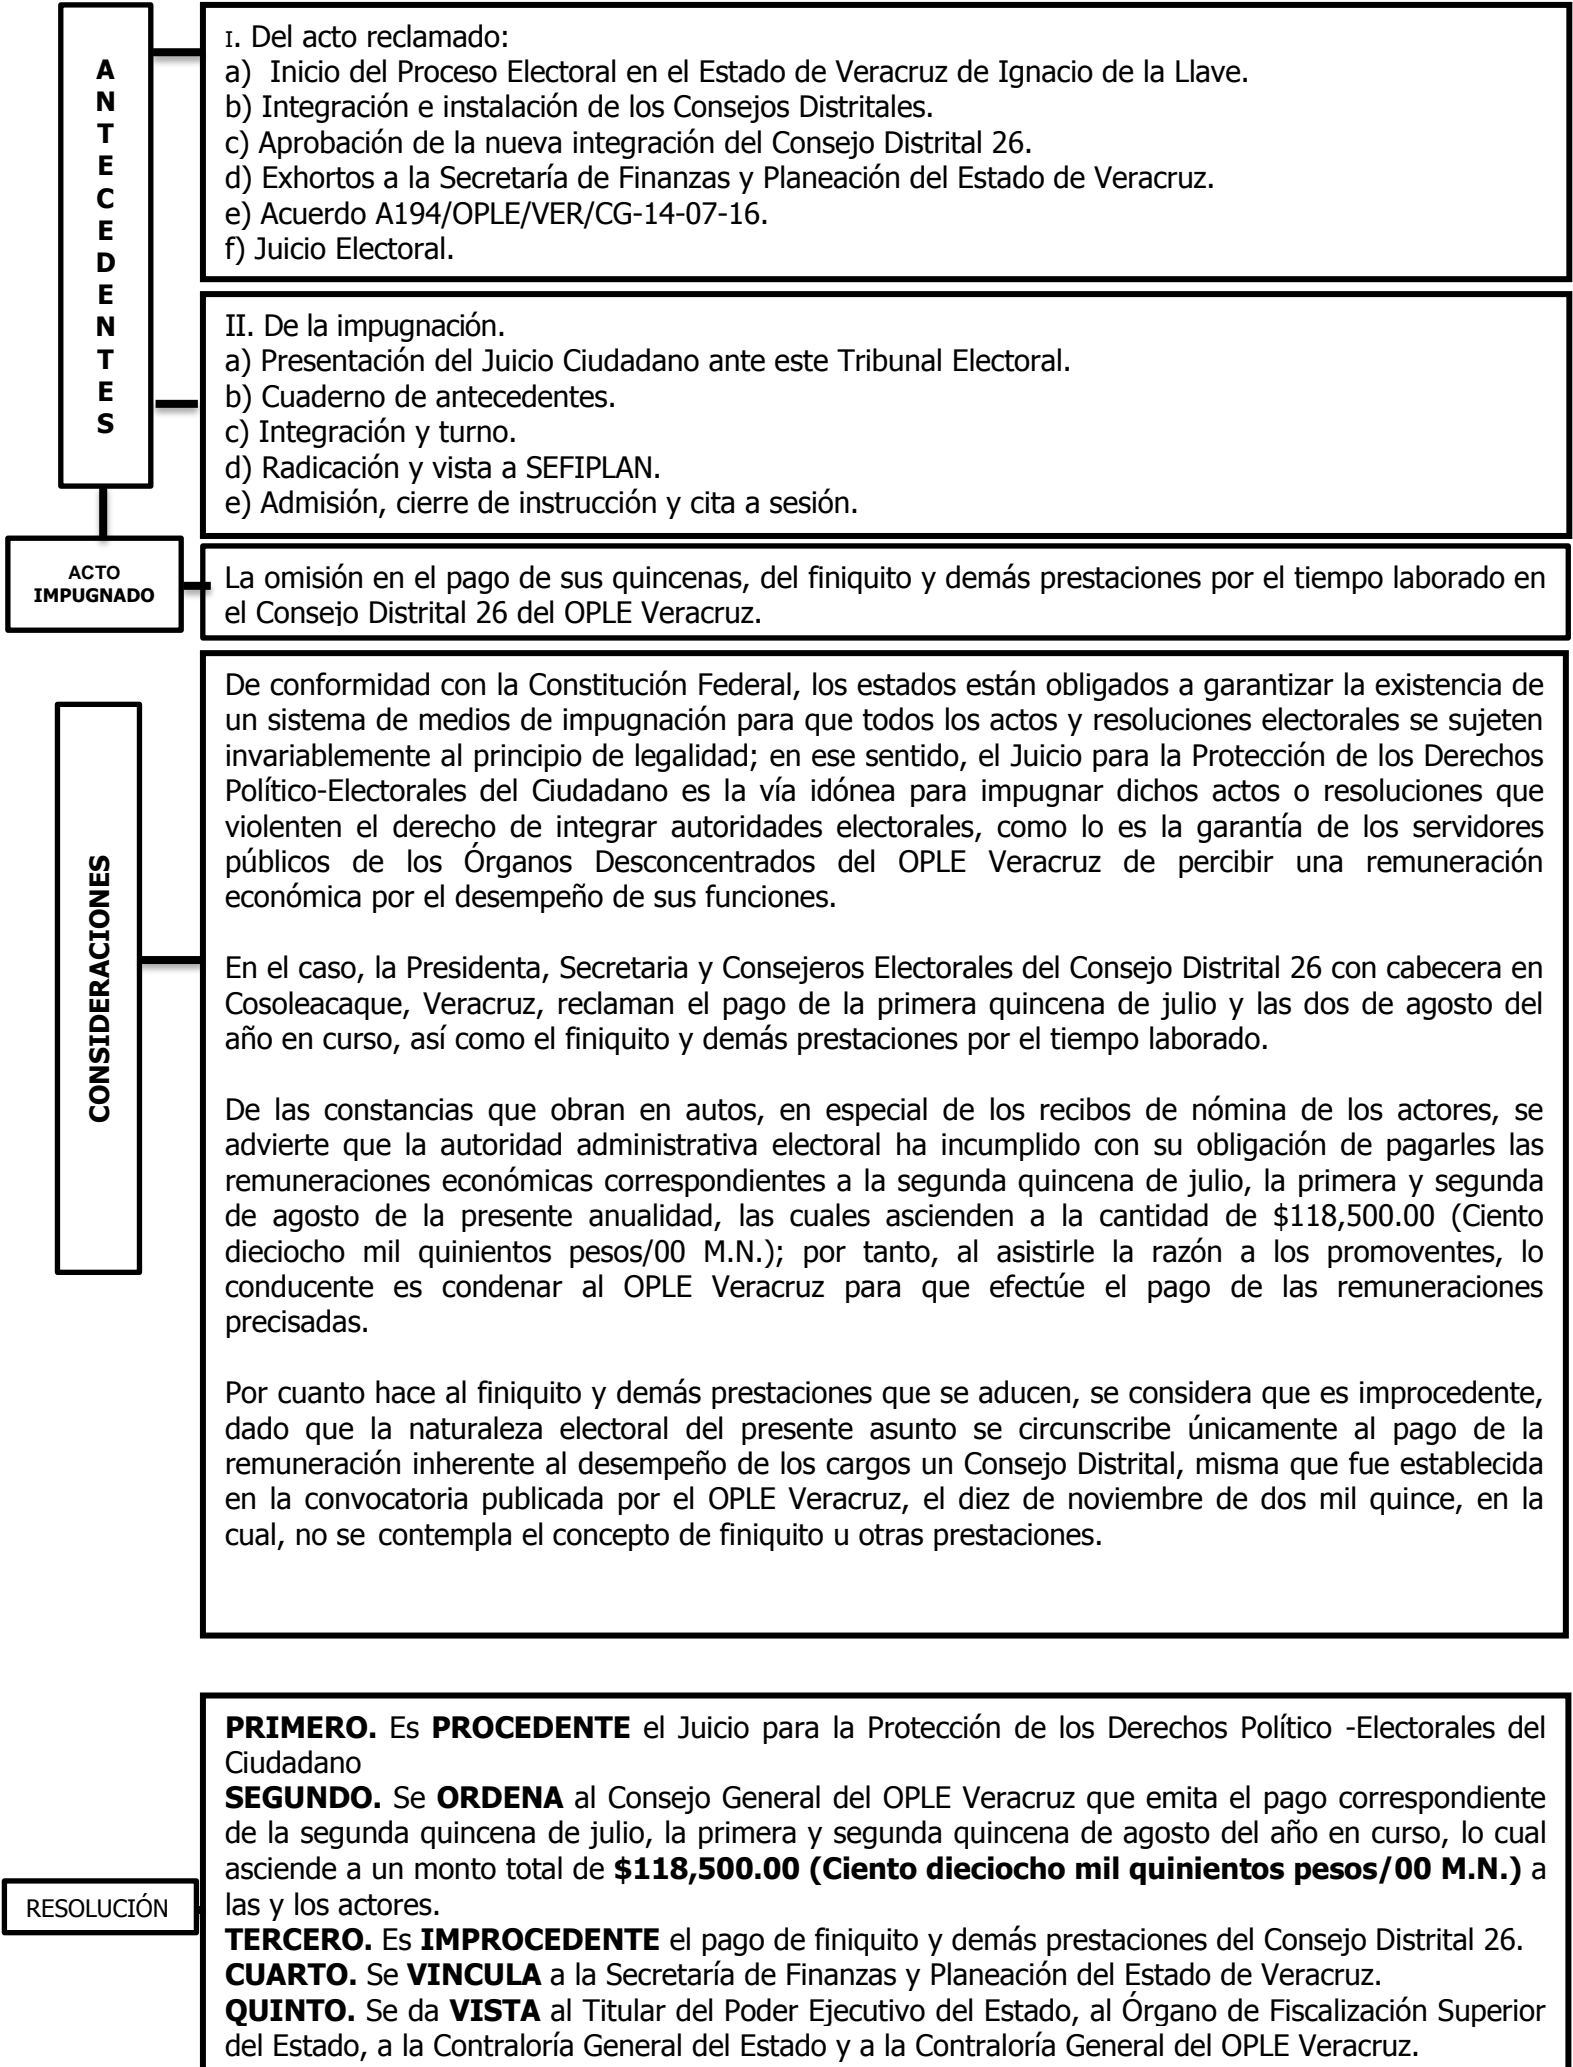 ANTECEDENTES
I. Del acto reclamado:
a) Inicio del Proceso Electoral en el Estado de Veracruz de Ignacio de la Llave.
b) Integración e instalación de los Consejos Distritales.
c) Aprobación de la nueva integración del Consejo Distrital 26.
d) Exhortos a la Secretaría de Finanzas y Planeación del Estado de Veracruz.
e) Acuerdo A194/OPLE/VER/CG-14-07-16.
f) Juicio Electoral.
II. De la impugnación.
a) Presentación del Juicio Ciudadano ante este Tribunal Electoral.
b) Cuaderno de antecedentes.
c) Integración y turno.
d) Radicación y vista a SEFIPLAN.
e) Admisión, cierre de instrucción y cita a sesión.
ACTO
IMPUGNADO
La omisión en el pago de sus quincenas, del finiquito y demás prestaciones por el tiempo laborado en
el Consejo Distrital 26 del OPLE Veracruz.
CONSIDERACIONES
De conformidad con la Constitución Federal, los estados están obligados a garantizar la existencia de
un sistema de medios de impugnación para que todos los actos y resoluciones electorales se sujeten
invariablemente al principio de legalidad; en ese sentido, el Juicio para la Protección de los Derechos
Político-Electorales del Ciudadano es la vía idónea para impugnar dichos actos o resoluciones que
violenten el derecho de integrar autoridades electorales, como lo es la garantía de los servidores
públicos de los Órganos Desconcentrados del OPLE Veracruz de percibir una remuneración
económica por el desempeño de sus funciones.
En el caso, la Presidenta, Secretaria y Consejeros Electorales del Consejo Distrital 26 con cabecera en
Cosoleacaque, Veracruz, reclaman el pago de la primera quincena de julio y las dos de agosto del
año en curso, así como el finiquito y demás prestaciones por el tiempo laborado.
De las constancias que obran en autos, en especial de los recibos de nómina de los actores, se
advierte que la autoridad administrativa electoral ha incumplido con su obligación de pagarles las
remuneraciones económicas correspondientes a la segunda quincena de julio, la primera y segunda
de agosto de la presente anualidad, las cuales ascienden a la cantidad de $118,500.00 (Ciento
dieciocho mil quinientos pesos/00 M.N.); por tanto, al asistirle la razón a los promoventes, lo
conducente es condenar al OPLE Veracruz para que efectúe el pago de las remuneraciones
precisadas.
Por cuanto hace al finiquito y demás prestaciones que se aducen, se considera que es improcedente,
dado que la naturaleza electoral del presente asunto se circunscribe únicamente al pago de la
remuneración inherente al desempeño de los cargos un Consejo Distrital, misma que fue establecida
en la convocatoria publicada por el OPLE Veracruz, el diez de noviembre de dos mil quince, en la
cual, no se contempla el concepto de finiquito u otras prestaciones.
RESOLUCIÓN
PRIMERO. Es PROCEDENTE el Juicio para la Protección de los Derechos Político -Electorales del
Ciudadano
SEGUNDO. Se ORDENA al Consejo General del OPLE Veracruz que emita el pago correspondiente
de la segunda quincena de julio, la primera y segunda quincena de agosto del año en curso, lo cual
asciende a un monto total de $118,500.00 (Ciento dieciocho mil quinientos pesos/00 M.N.) a
las y los actores.
TERCERO. Es IMPROCEDENTE el pago de finiquito y demás prestaciones del Consejo Distrital 26.
CUARTO. Se VINCULA a la Secretaría de Finanzas y Planeación del Estado de Veracruz.
QUINTO. Se da VISTA al Titular del Poder Ejecutivo del Estado, al Órgano de Fiscalización Superior
del Estado, a la Contraloría General del Estado y a la Contraloría General del OPLE Veracruz.